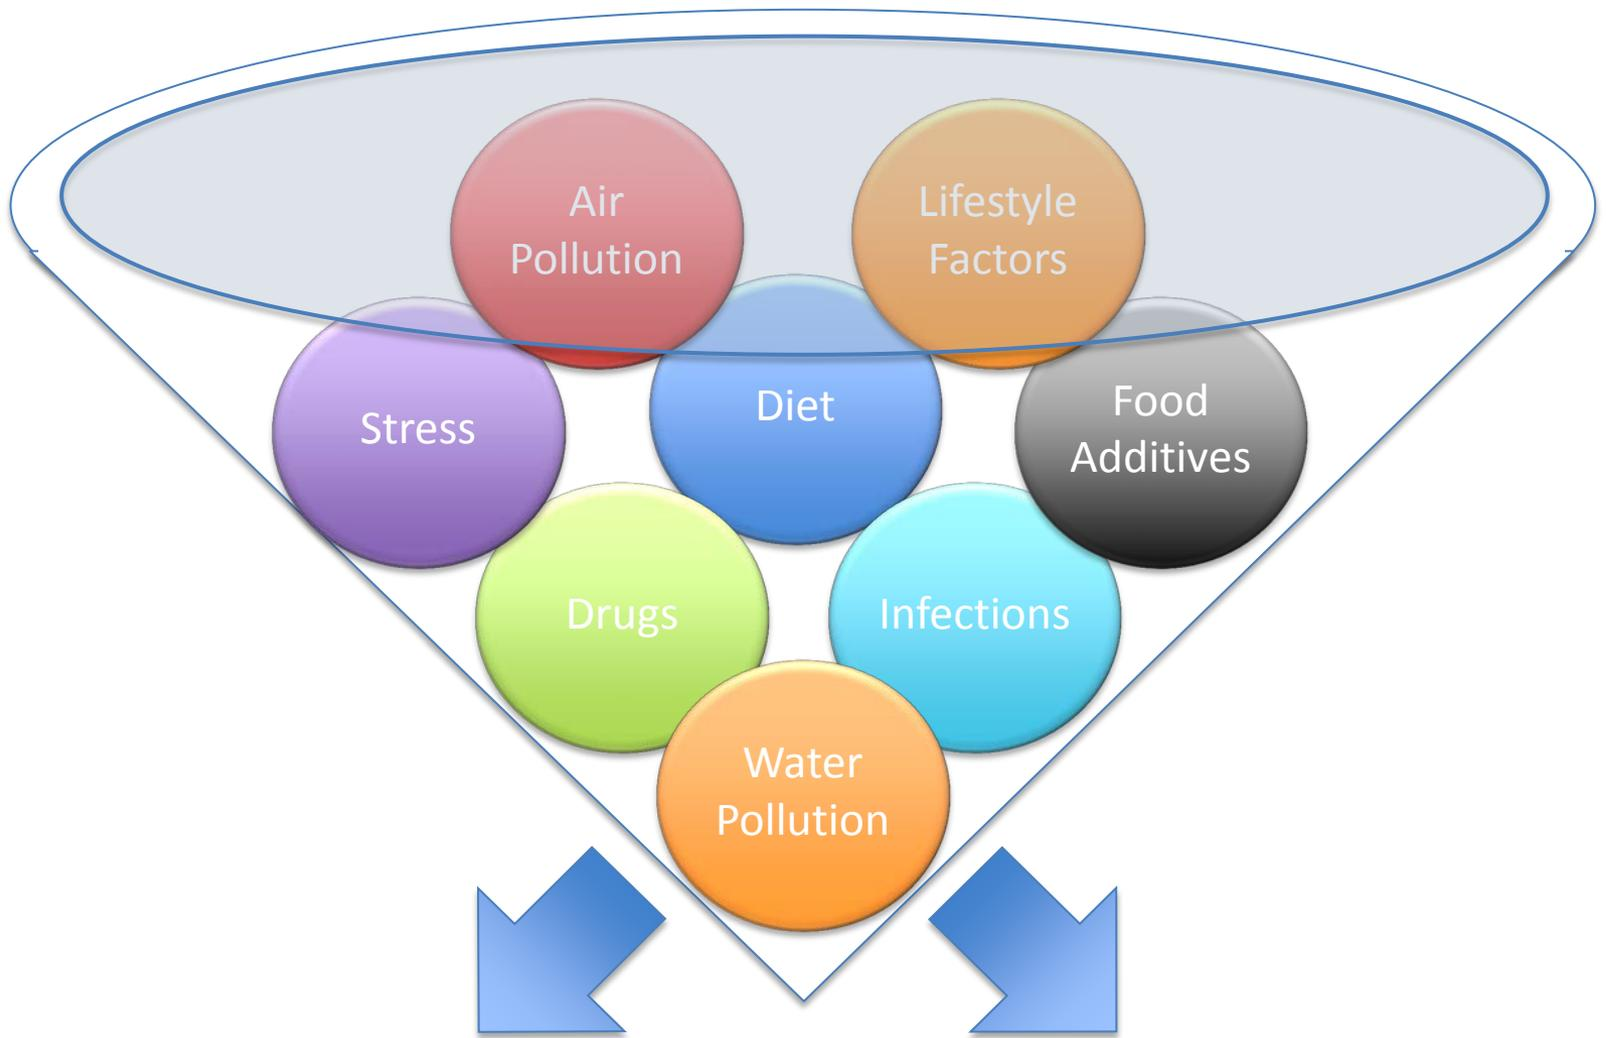 Air
Pollution
Lifestyle
Factors
Stress
Diet
Food
Additives
Drugs
Infections
Water
Pollution